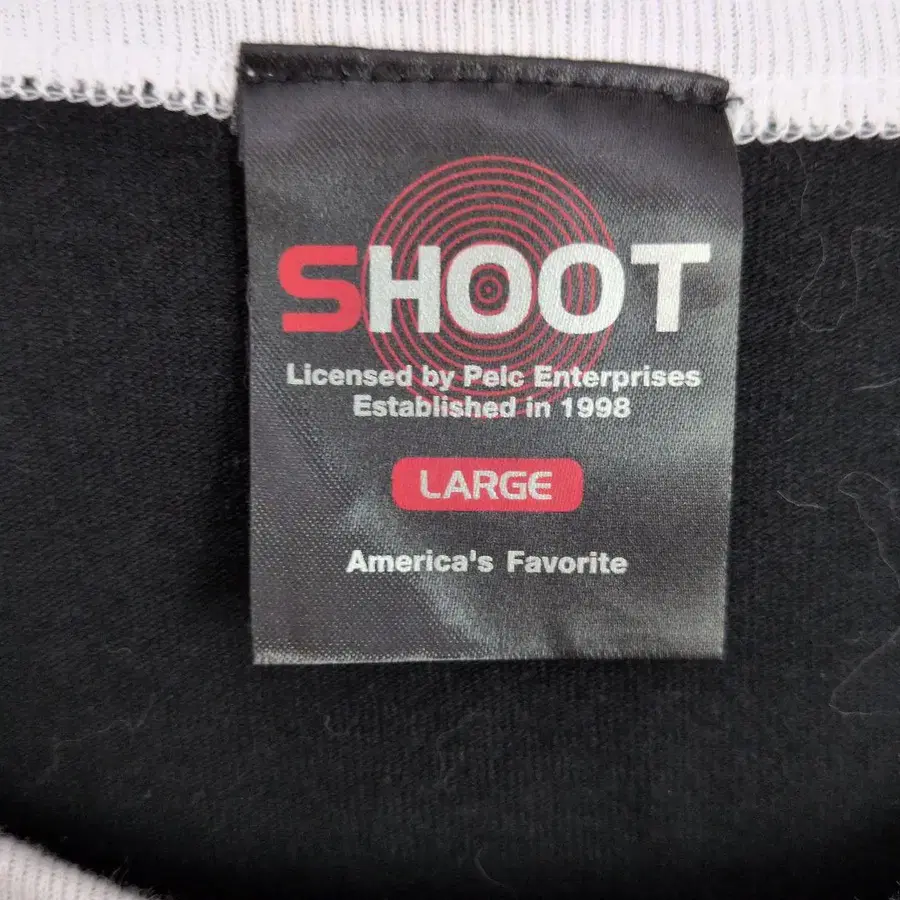 SHOOT
Licensed by Pelc Enterprises
Established in 1998
LARGE
America's Favorite